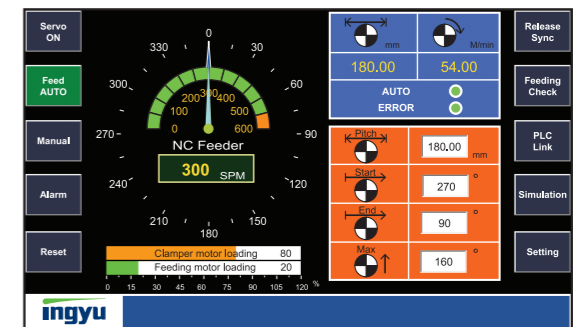 Servo
ON
Feed
AUTO
Manual
Alarm
Reset
0
30
60
90
120
150
180
210
240
270
300
330
0
100
200
300
400
500
600
NC Feeder
300 SPM
Clamper motor loading 80
Feeding motor loading 20
0 15 30 45 60 75 90 105 120 %
mm
M/min
180.00 54.00
AUTO
ERROR
Pitch
180.00 mm
Start
270 °
End
90 °
Max
160 °
Release
Sync
Feeding
Check
PLC
Link
Simulation
Setting
ingyu